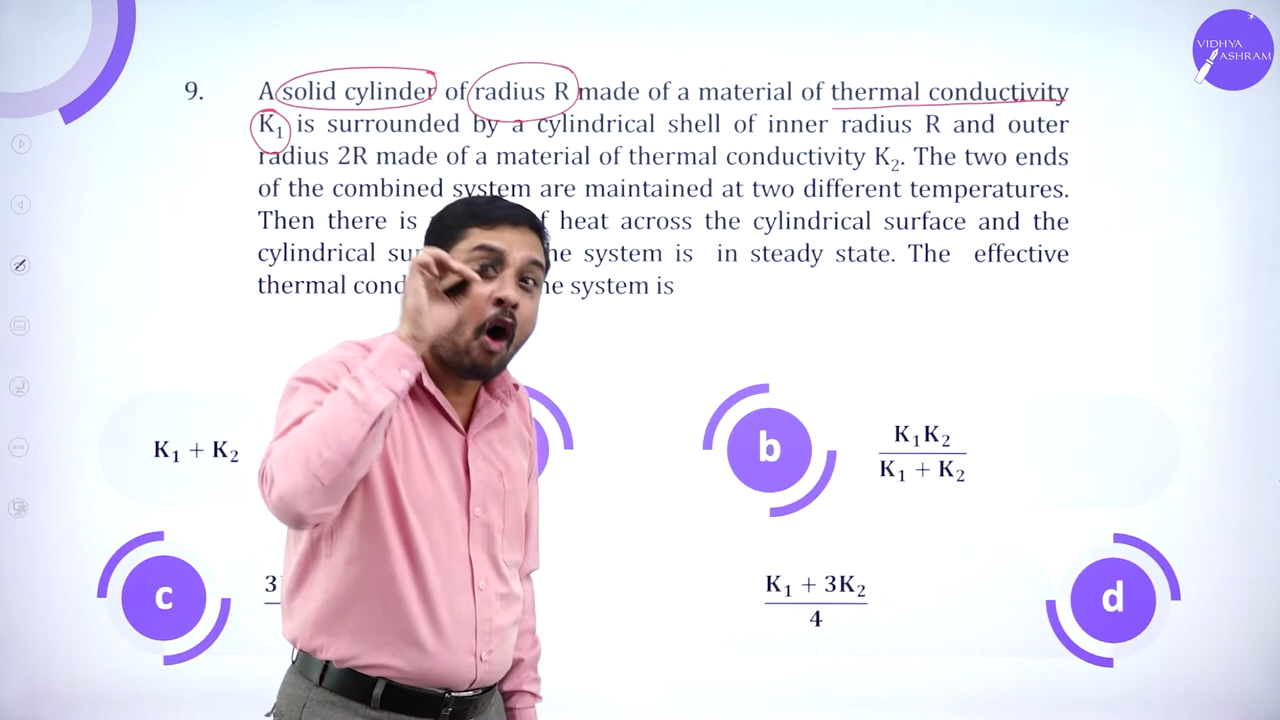 VIDHYA
ASHRAM
9. A solid cylinder of radius R made of a material of thermal conductivity
K₁ is surrounded by a cylindrical shell of inner radius R and outer
radius 2R made of a material of thermal conductivity K₂. The two ends
of the combined system are maintained at two different temperatures.
Then there is f heat across the cylindrical surface and the
cylindrical su he system is in steady state. The effective
thermal cond he system is
K₁ + K₂
b
K₁K₂
K₁ + K₂
c
3
K₁ + 3K₂
4
d